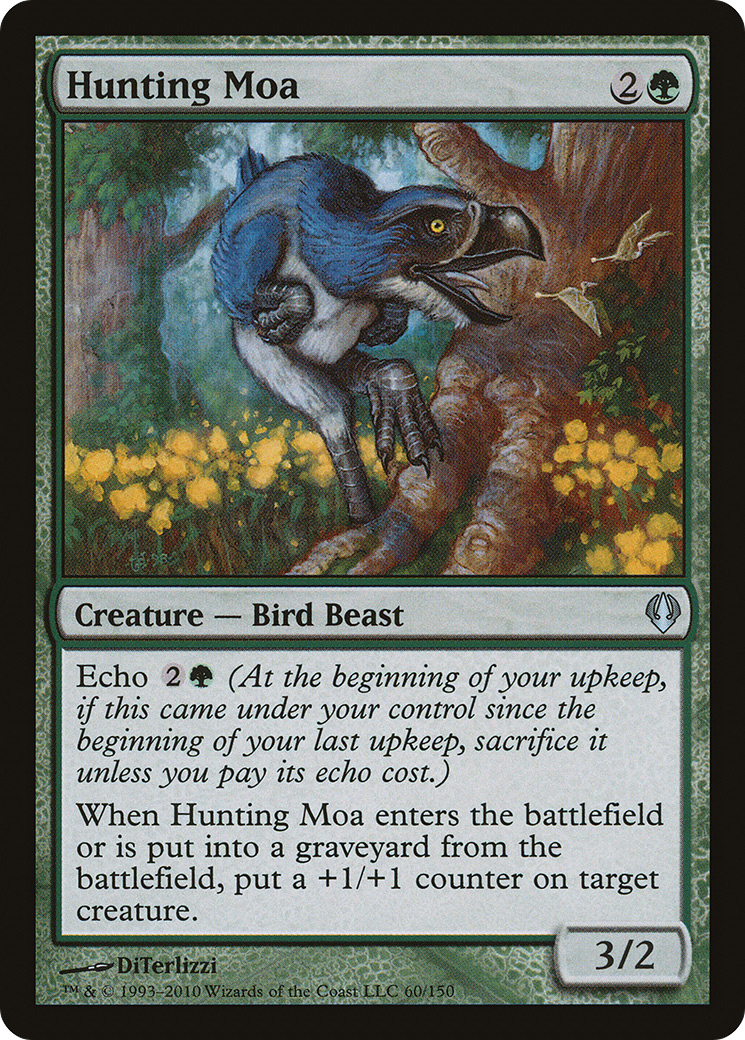 Hunting Moa 2
Creature — Bird Beast
Echo 2 (At the beginning of your upkeep,
if this came under your control since the
beginning of your last upkeep, sacrifice it
unless you pay its echo cost.)
When Hunting Moa enters the battlefield
or is put into a graveyard from the
battlefield, put a +1/+1 counter on target
creature.
3/2
DiTerlizzi
™ & © 1993–2010 Wizards of the Coast LLC 60/150